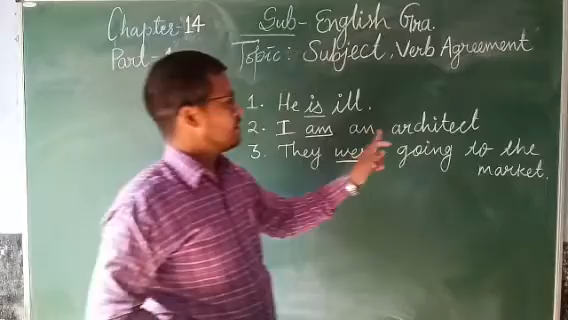 Chapter-14
Sub- English Gra.
Part-
Topic: Subject, Verb Agreement
1. He is ill.
2. I am an architect
3. They were going to the
market.